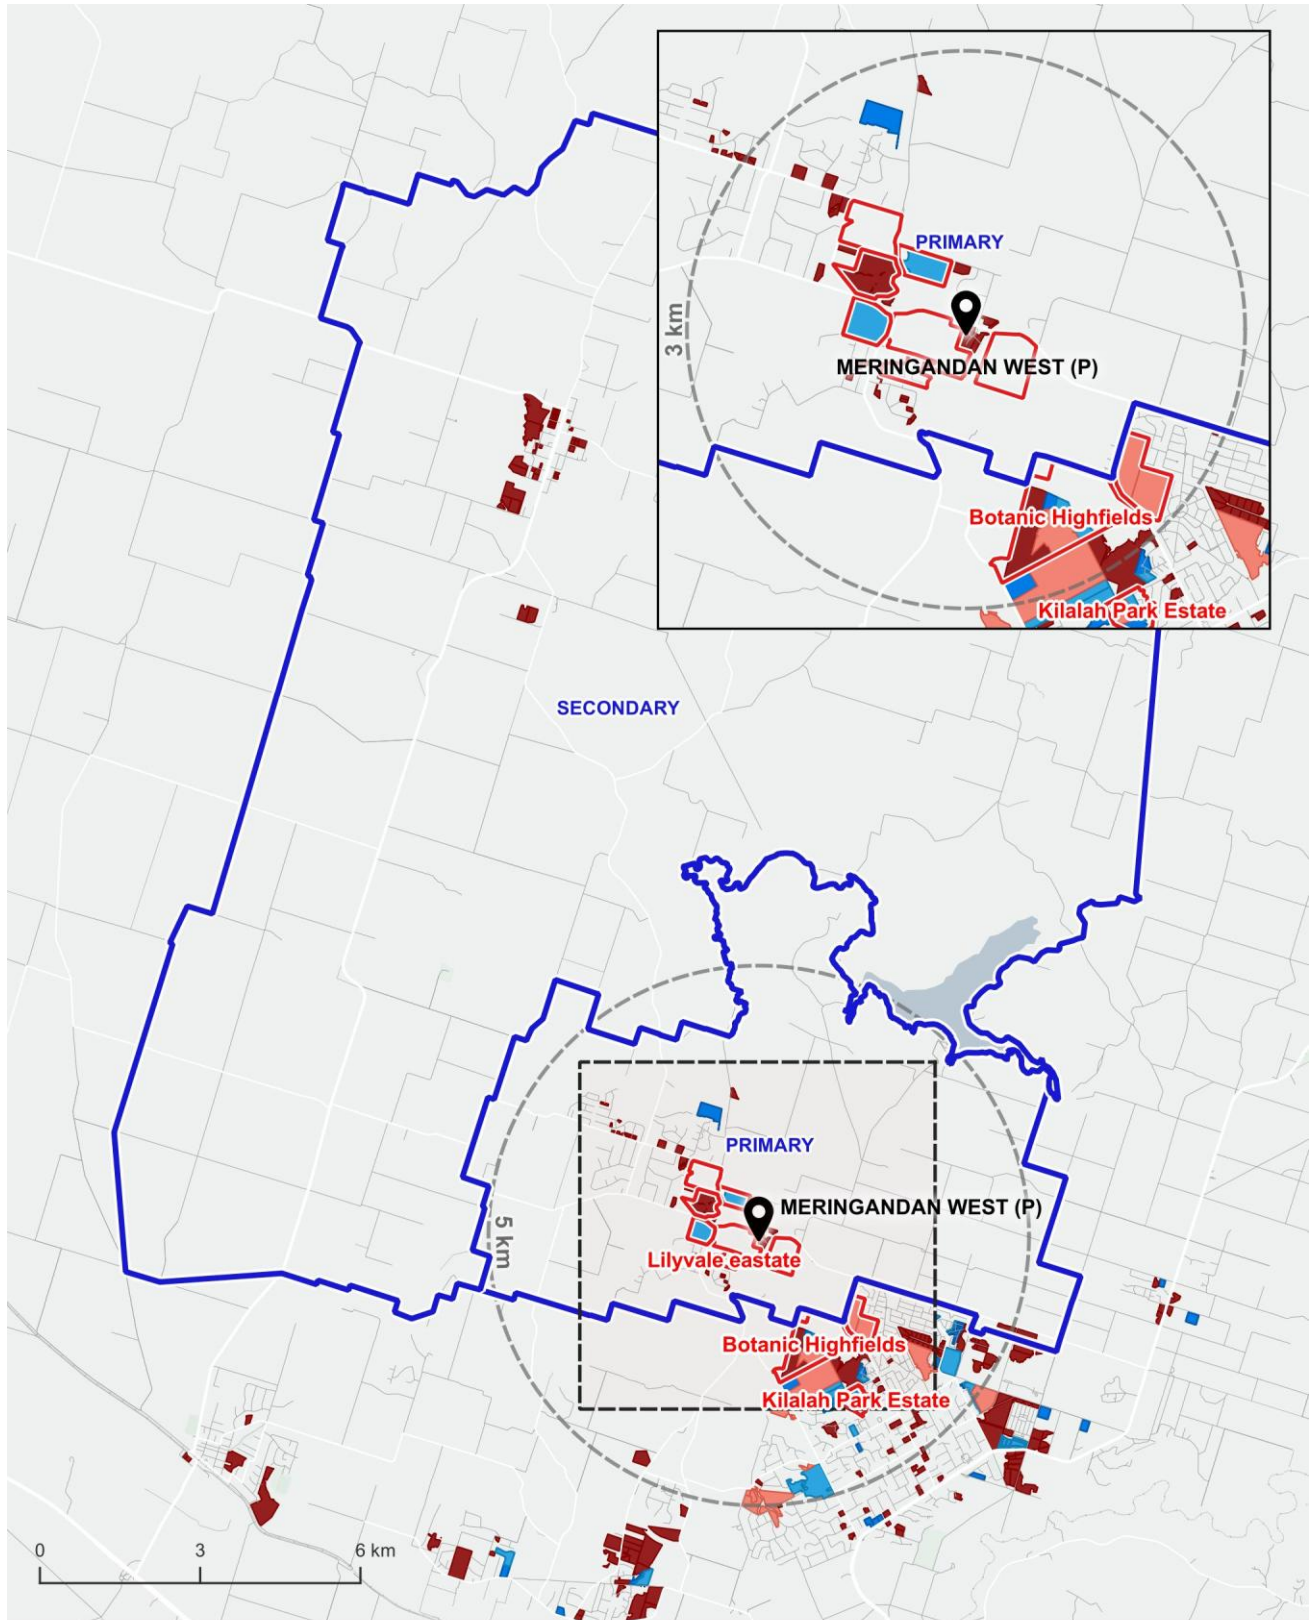 PRIMARY
3 km
MERINGANDAN WEST (P)
Botanic Highfields
Kilalah Park Estate
SECONDARY
PRIMARY
MERINGANDAN WEST (P)
5 km
Lilyvale eastate
Botanic Highfields
Kilalah Park Estate
0 3 6 km